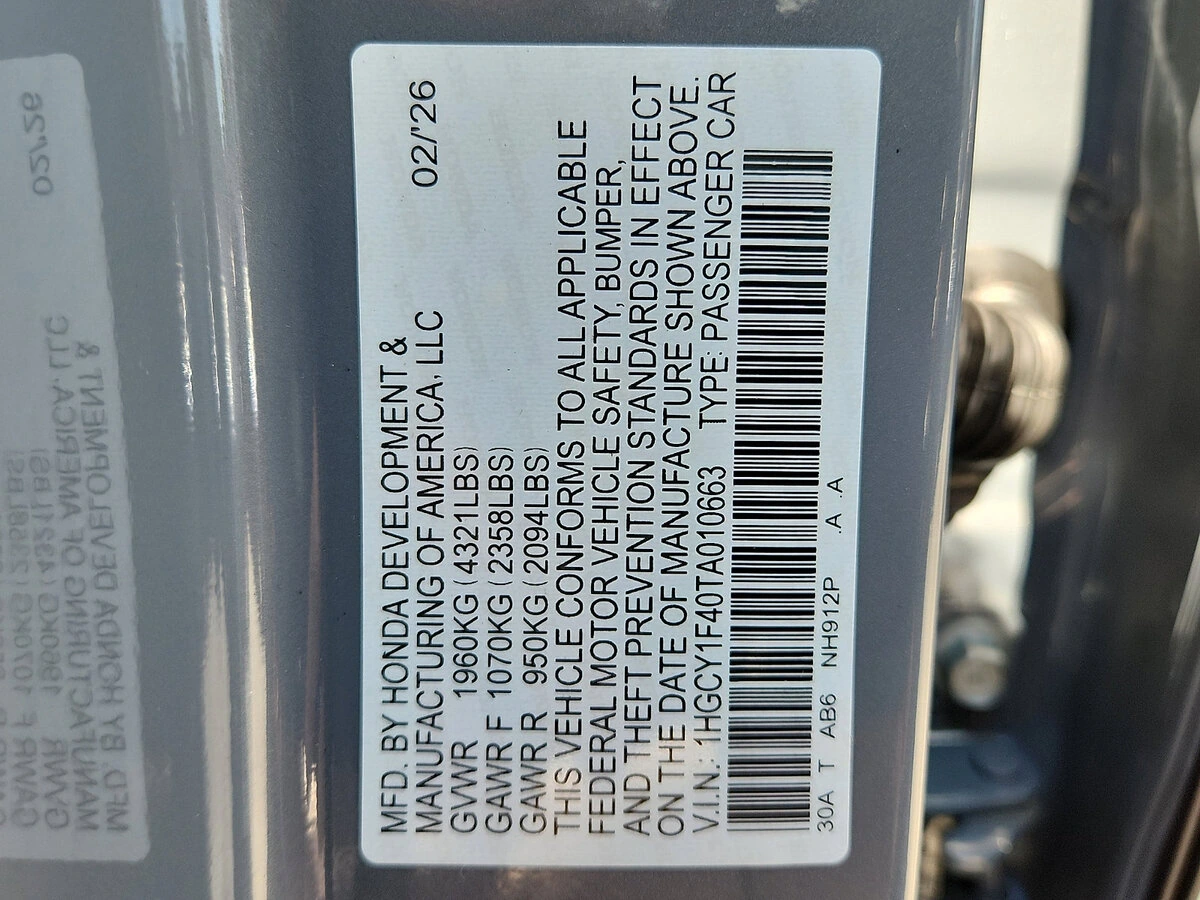 MFD. BY HONDA DEVELOPMENT &
MANUFACTURING OF AMERICA, LLC 02/'26
GVWR 1960KG (4321LBS)
GAWR F 1070KG (2358LBS)
GAWR R 950KG (2094LBS)
THIS VEHICLE CONFORMS TO ALL APPLICABLE
FEDERAL MOTOR VEHICLE SAFETY, BUMPER,
AND THEFT PREVENTION STANDARDS IN EFFECT
ON THE DATE OF MANUFACTURE SHOWN ABOVE.
V.I.N.: 1HGCY1F40TA010663 TYPE: PASSENGER CAR
30A T AB6 NH912P .A .A